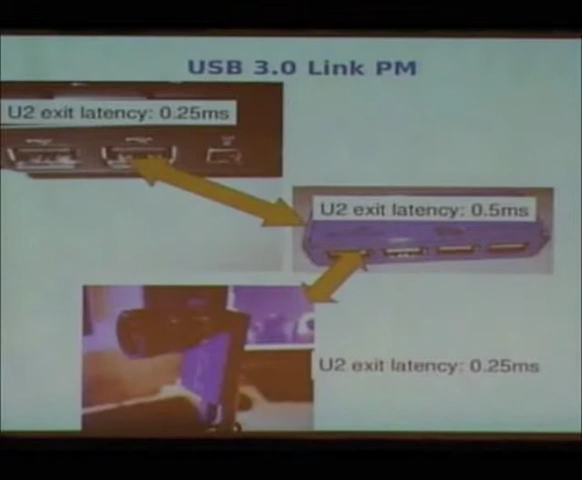 USB 3.0 Link PM
U2 exit latency: 0.25ms
U2 exit latency: 0.5ms
U2 exit latency: 0.25ms